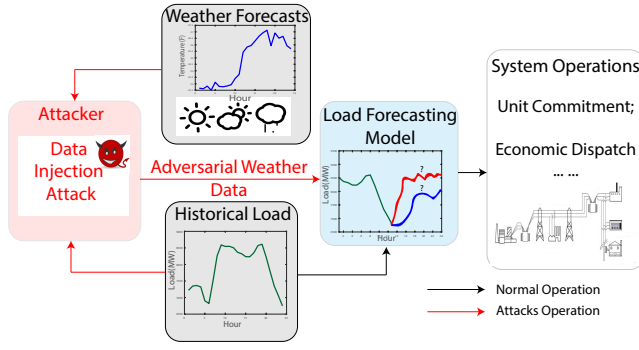 Weather Forecasts
Temperature(F)
Hour
Attacker
Data
Injection
Attack
Adversarial Weather
Data
Historical Load
Load(MW)
Hour
Load Forecasting
Model
Load(MW)
?
?
Hour
System Operations
Unit Commitment;
Economic Dispatch
... ...
Normal Operation
Attacks Operation